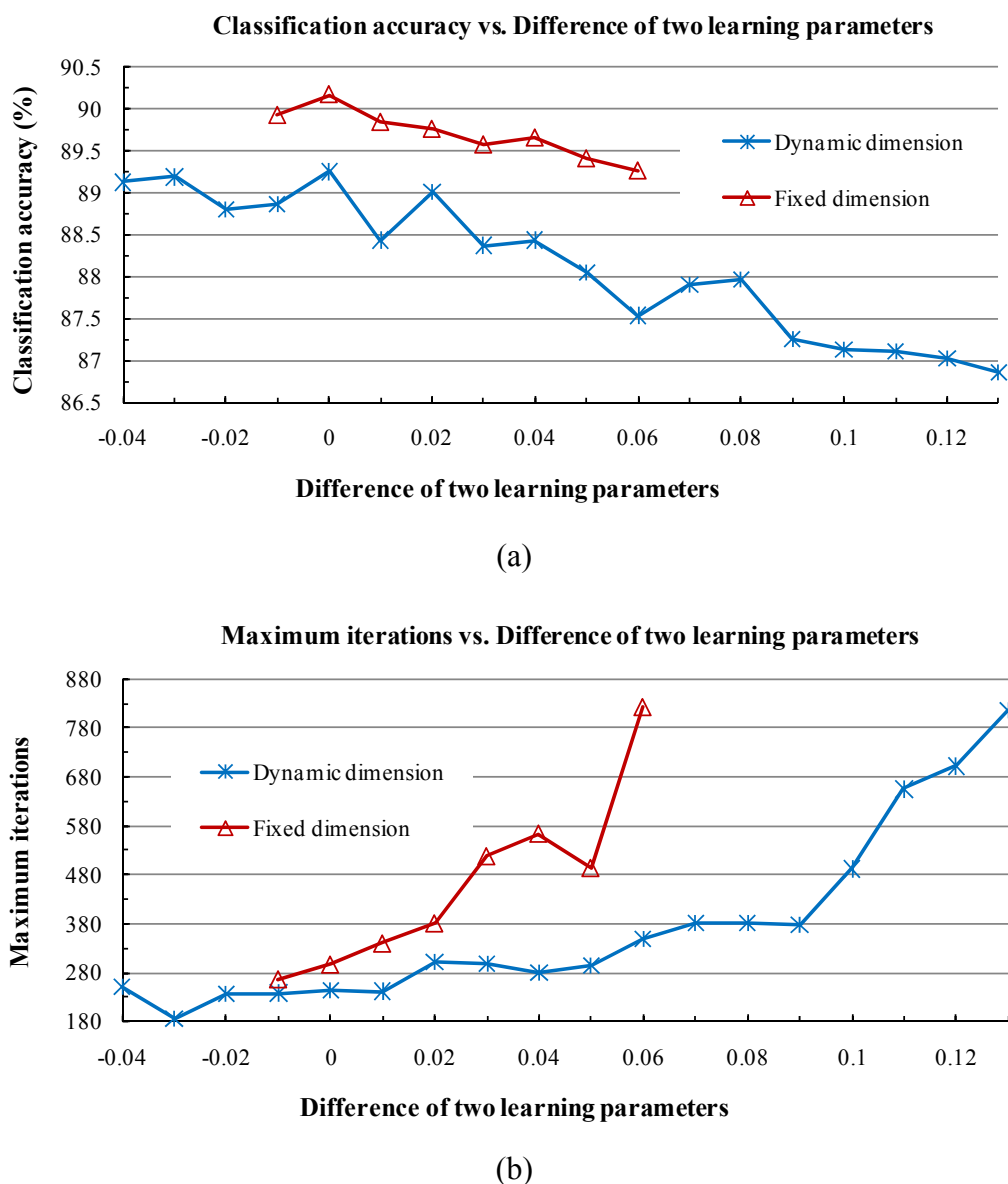 Classification accuracy vs. Difference of two learning parameters
Classification accuracy (%)
90.5
90
89.5
89
88.5
88
87.5
87
86.5
Dynamic dimension
Fixed dimension
-0.04 -0.02 0 0.02 0.04 0.06 0.08 0.1 0.12
Difference of two learning parameters
(a)
Maximum iterations vs. Difference of two learning parameters
Maximum iterations
880
780
680
580
480
380
280
180
Dynamic dimension
Fixed dimension
-0.04 -0.02 0 0.02 0.04 0.06 0.08 0.1 0.12
Difference of two learning parameters
(b)